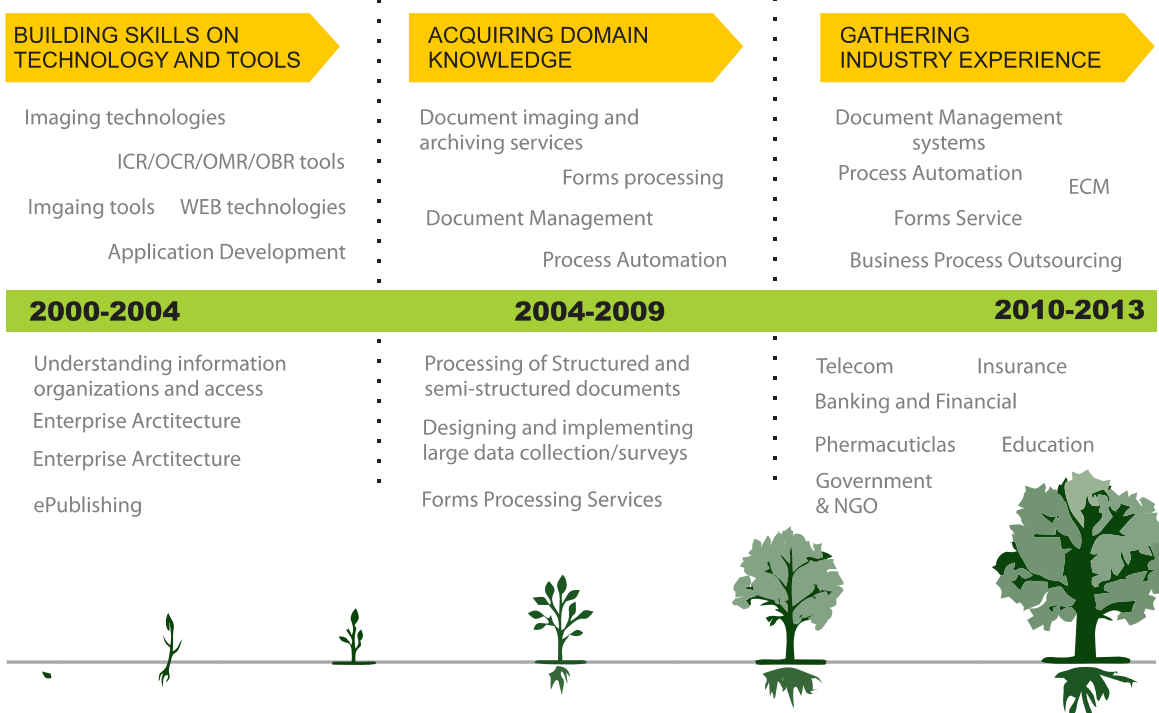 BUILDING SKILLS ON
TECHNOLOGY AND TOOLS
Imaging technologies
ICR/OCR/OMR/OBR tools
Imgaing tools WEB technologies
Application Development
2000-2004
Understanding information
organizations and access
Enterprise Arctitecture
Enterprise Arctitecture
ePublishing
ACQUIRING DOMAIN
KNOWLEDGE
Document imaging and
archiving services
Forms processing
Document Management
Process Automation
2004-2009
Processing of Structured and
semi-structured documents
Designing and implementing
large data collection/surveys
Forms Processing Services
GATHERING
INDUSTRY EXPERIENCE
Document Management
systems
Process Automation
ECM
Forms Service
Business Process Outsourcing
2010-2013
Telecom Insurance
Banking and Financial
Phermacuticlas Education
Government
& NGO